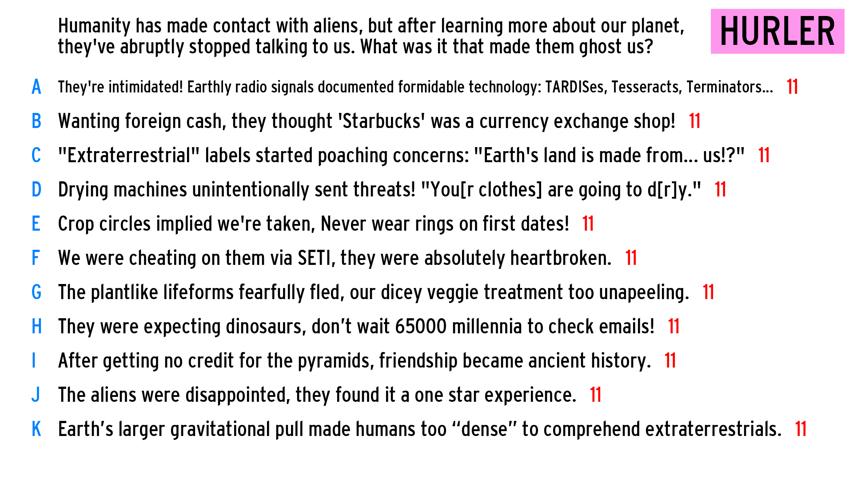 Humanity has made contact with aliens, but after learning more about our planet,
they've abruptly stopped talking to us. What was it that made them ghost us?
HURLER
A They're intimidated! Earthly radio signals documented formidable technology: TARDISes, Tesseracts, Terminators... 11
B Wanting foreign cash, they thought 'Starbucks' was a currency exchange shop! 11
C "Extraterrestrial" labels started poaching concerns: "Earth's land is made from... us!?" 11
D Drying machines unintentionally sent threats! "You[r clothes] are going to d[r]y." 11
E Crop circles implied we're taken, Never wear rings on first dates! 11
F We were cheating on them via SETI, they were absolutely heartbroken. 11
G The plantlike lifeforms fearfully fled, our dicey veggie treatment too unapeeling. 11
H They were expecting dinosaurs, don’t wait 65000 millennia to check emails! 11
I After getting no credit for the pyramids, friendship became ancient history. 11
J The aliens were disappointed, they found it a one star experience. 11
K Earth’s larger gravitational pull made humans too “dense” to comprehend extraterrestrials. 11